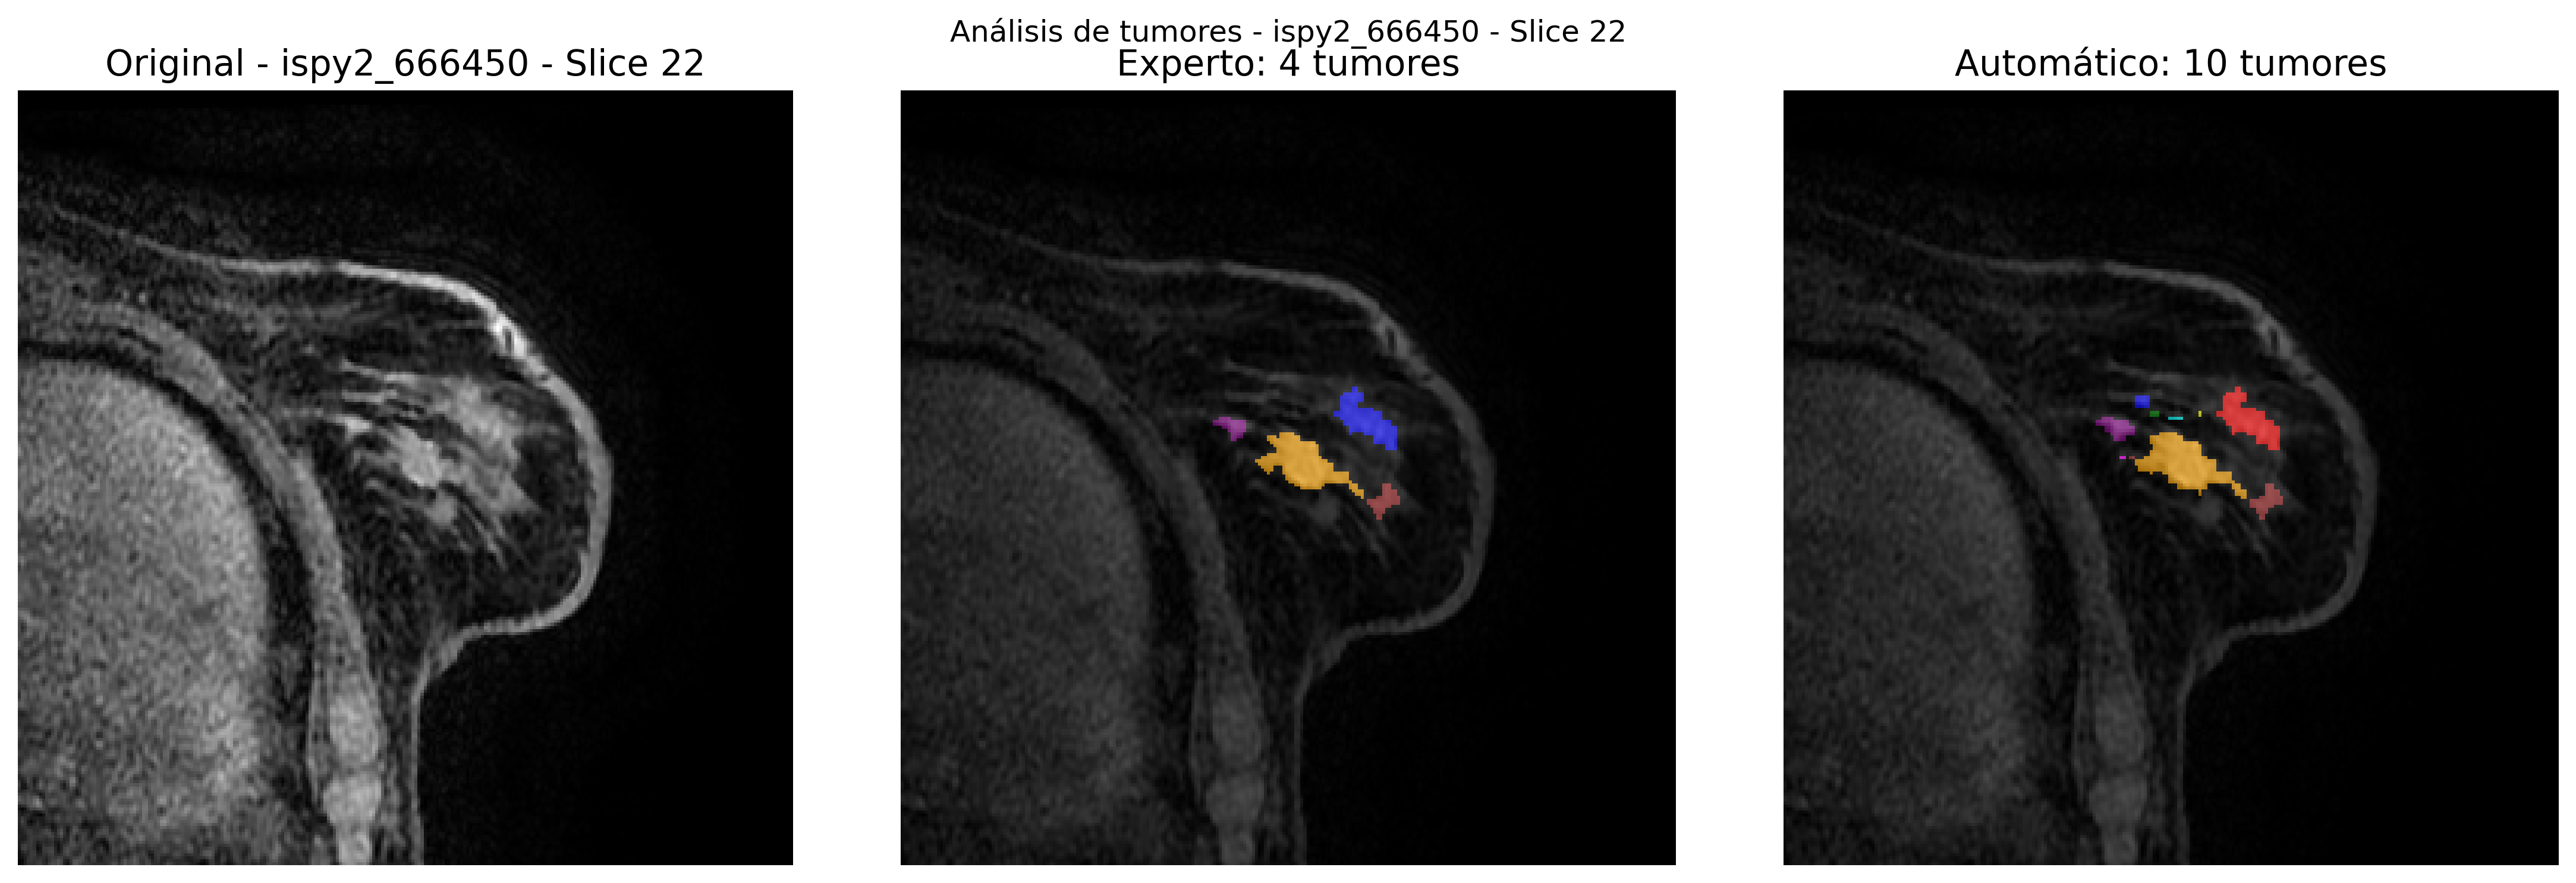 Análisis de tumores - ispy2_666450 - Slice 22
Original - ispy2_666450 - Slice 22
Experto: 4 tumores
Automático: 10 tumores